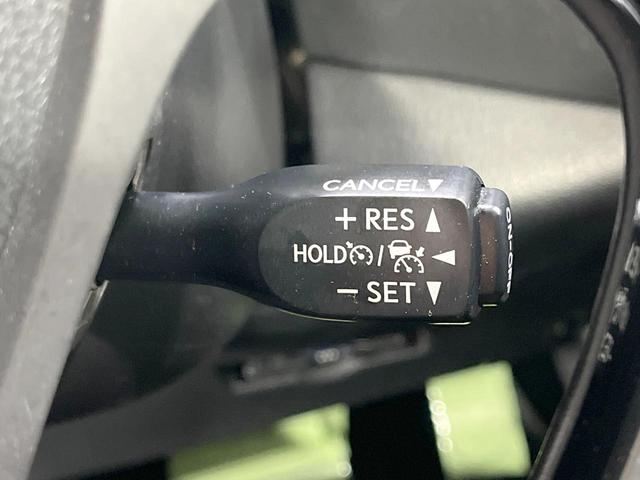 CANCEL▼
+ RES ▲
HOLD / ◄
− SET ▼
ON-OFF